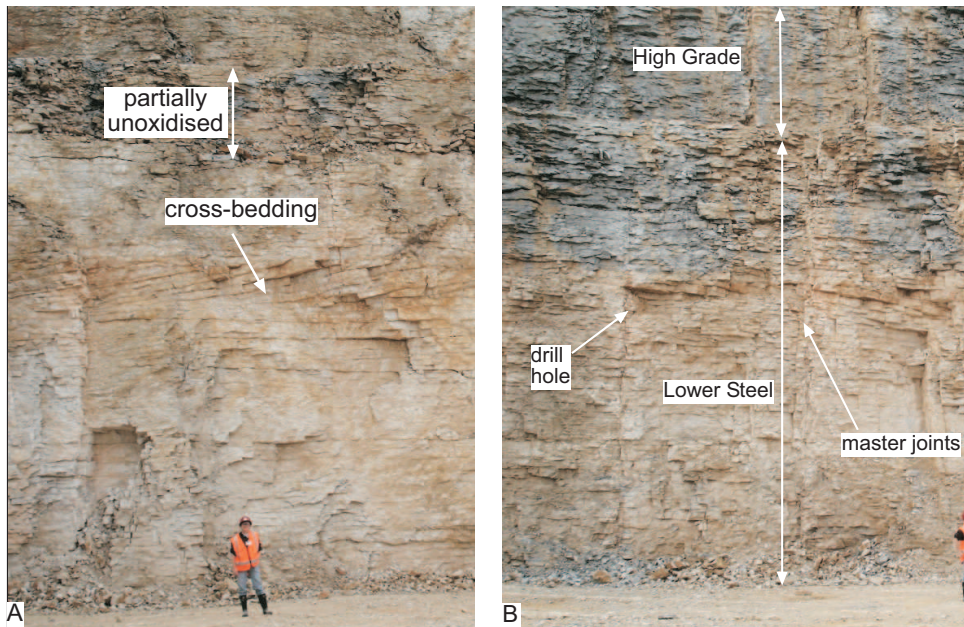 partially
unoxidised
cross-bedding
A
High Grade
drill
hole
Lower Steel
master joints
B